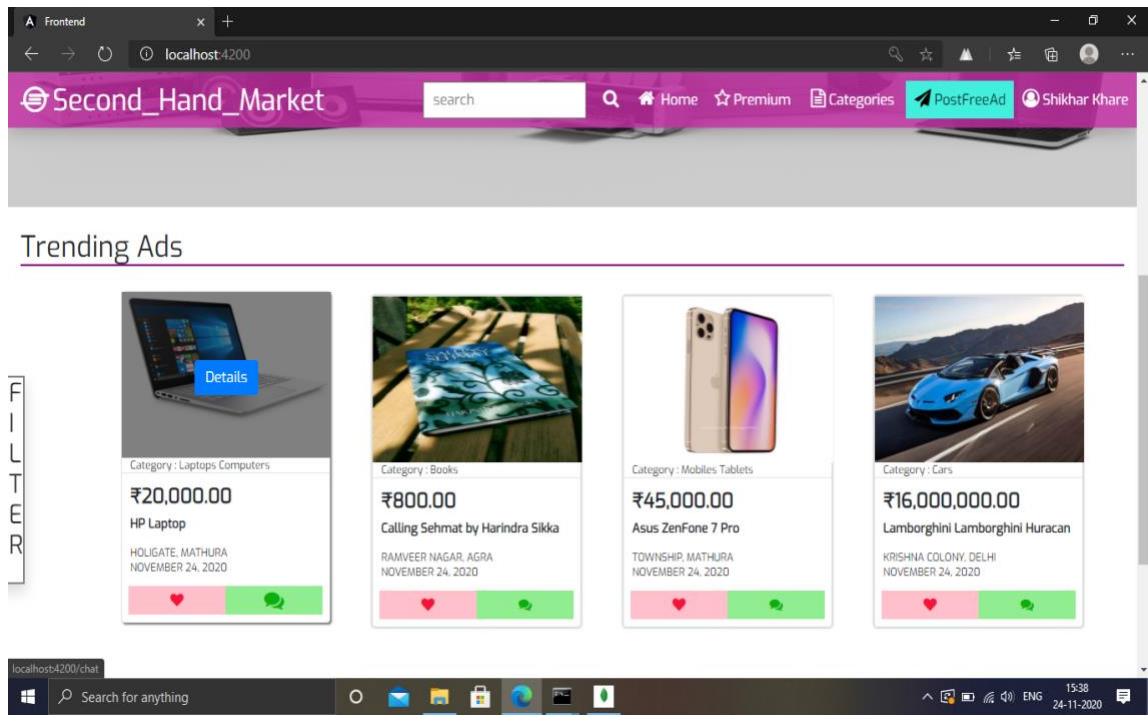 Frontend
localhost:4200
Second_Hand_Market
search
Home
Premium
Categories
PostFreeAd
Shikhar Khare
Trending Ads
FILTER
Details
Category : Laptops Computers
₹20,000.00
HP Laptop
HOLIGATE, MATHURA
NOVEMBER 24, 2020
Category : Books
₹800.00
Calling Sehmat by Harindra Sikka
RAMVEER NAGAR, AGRA
NOVEMBER 24, 2020
Category : Mobiles Tablets
₹45,000.00
Asus ZenFone 7 Pro
TOWNSHIP, MATHURA
NOVEMBER 24, 2020
Category : Cars
₹16,000,000.00
Lamborghini Lamborghini Huracan
KRISHNA COLONY, DELHI
NOVEMBER 24, 2020
localhost:4200/chat
Search for anything
ENG
15:38
24-11-2020